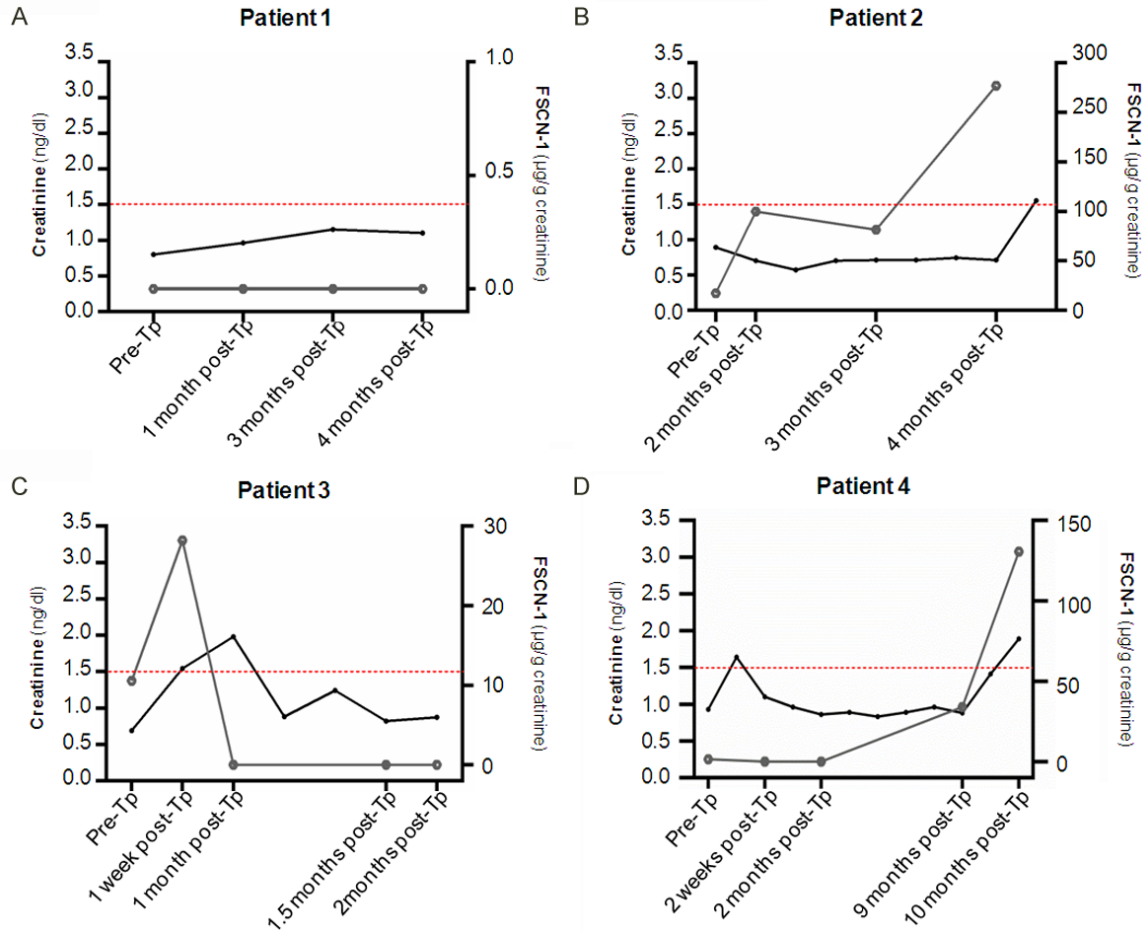 A
Patient 1
3.5
3.0
2.5
2.0
1.5
1.0
0.5
0.0
Creatinine (ng/dl)
1.0
0.5
0.0
FSCN-1 (µg/g creatinine)
Pre-Tp
1 month post-Tp
3 months post-Tp
4 months post-Tp
B
Patient 2
3.5
3.0
2.5
2.0
1.5
1.0
0.5
0.0
Creatinine (ng/dl)
300
250
200
150
100
50
0
FSCN-1 (µg/g creatinine)
Pre-Tp
2 months post-Tp
3 months post-Tp
4 months post-Tp
C
Patient 3
3.5
3.0
2.5
2.0
1.5
1.0
0.5
0.0
Creatinine (ng/dl)
30
20
10
0
FSCN-1 (µg/g creatinine)
Pre-Tp
1 week post-Tp
1 month post-Tp
1.5 months post-Tp
2months post-Tp
D
Patient 4
3.5
3.0
2.5
2.0
1.5
1.0
0.5
0.0
Creatinine (ng/dl)
150
100
50
0
FSCN-1 (µg/g creatinine)
Pre-Tp
2 weeks post-Tp
2 months post-Tp
9 months post-Tp
10 months post-Tp